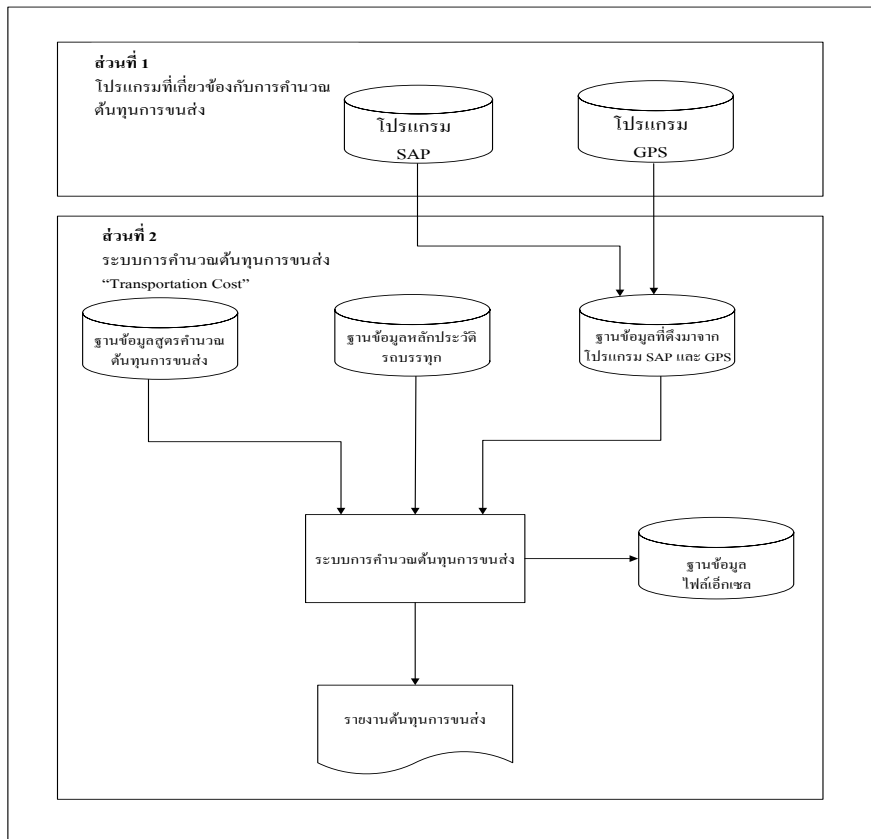 ส่วนที่ 1
โปรแกรมที่เกี่ยวข้องกับการคำนวณ
ต้นทุนการขนส่ง
โปรแกรม
SAP
โปรแกรม
GPS
ส่วนที่ 2
ระบบการคำนวณต้นทุนการขนส่ง
“Transportation Cost”
ฐานข้อมูลสูตรคำนวณ
ต้นทุนการขนส่ง
ฐานข้อมูลหลักประวัติ
รถบรรทุก
ฐานข้อมูลที่ดึงมาจาก
โปรแกรม SAP และ GPS
ระบบการคำนวณต้นทุนการขนส่ง
ฐานข้อมูล
ไฟล์เอ็กเซล
รายงานต้นทุนการขนส่ง